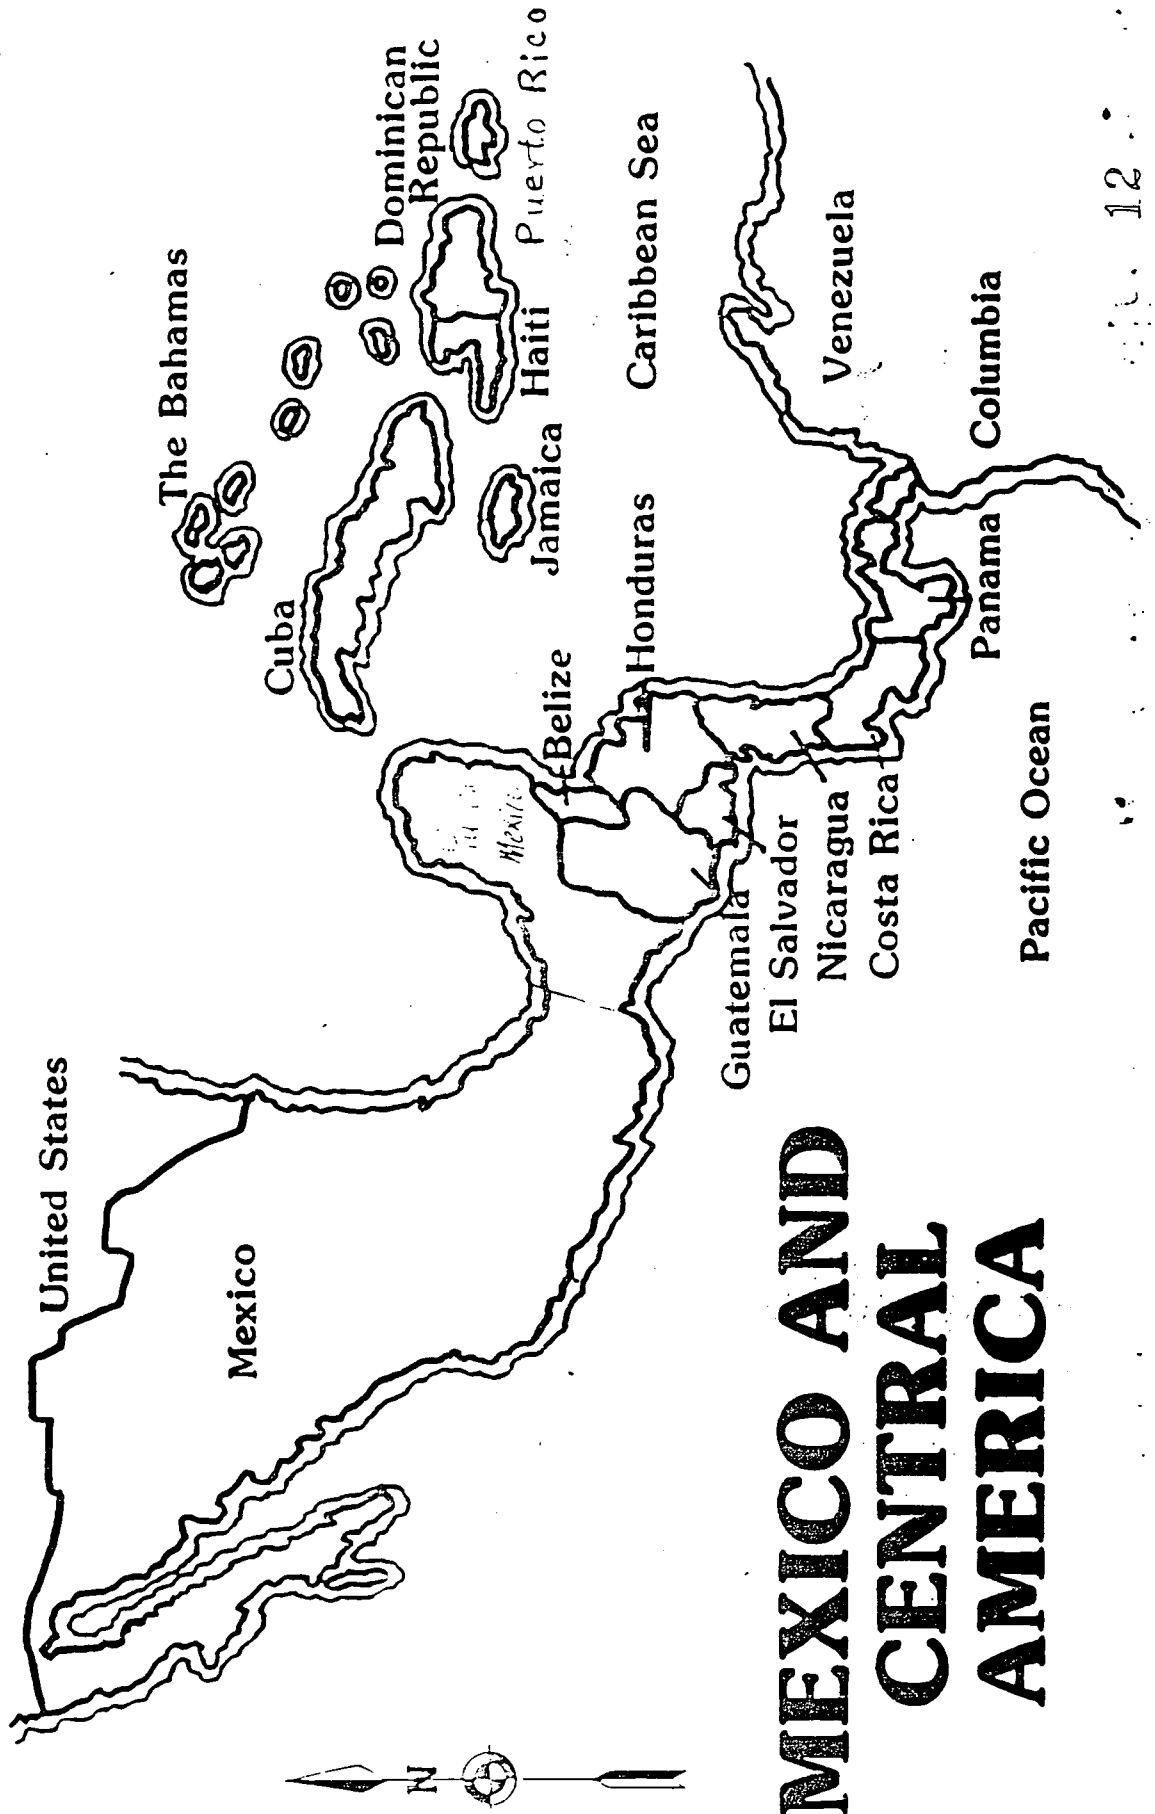 United States
The Bahamas
Mexico
Cuba
Dominican
Republic
Puerto Rico
Haiti
Jamaica
Mexico
Belize
Honduras
Caribbean Sea
Guatemala
El Salvador
Nicaragua
Costa Rica
Venezuela
Panama
Columbia
Pacific Ocean
N
MEXICO AND
CENTRAL
AMERICA
12